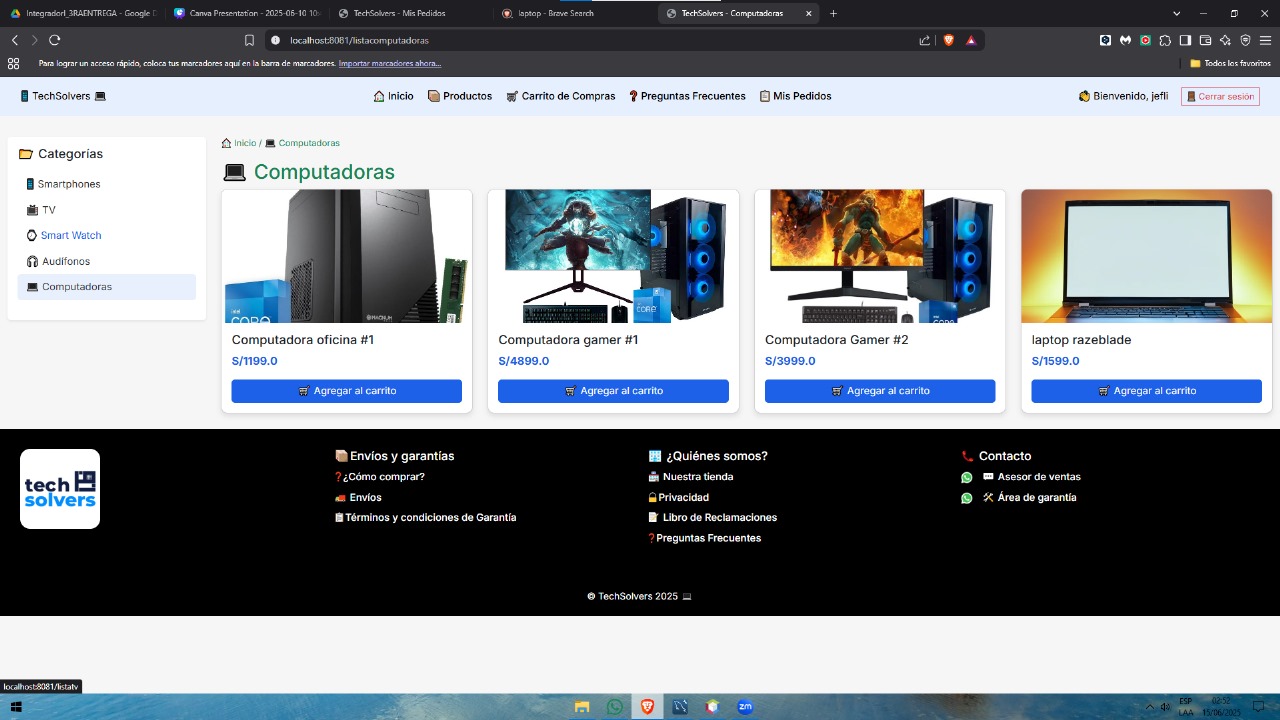 IntegradorI_3RAENTREGA - Google D
Canva Presentation - 2025-06-10 10:
TechSolvers - Mis Pedidos
laptop - Brave Search
TechSolvers - Computadoras
localhost:8081/listacomputadoras
Para lograr un acceso rápido, coloca tus marcadores aquí en la barra de marcadores. Importar marcadores ahora...
Todos los favoritos
TechSolvers
Inicio
Productos
Carrito de Compras
Preguntas Frecuentes
Mis Pedidos
Bienvenido, jefli
Cerrar sesión
Categorías
Smartphones
TV
Smart Watch
Audífonos
Computadoras
Inicio / Computadoras
Computadoras
intel
CORE
Computadora oficina #1
S/1199.0
Agregar al carrito
CORE
Computadora gamer #1
S/4899.0
Agregar al carrito
CORE
Computadora Gamer #2
S/3999.0
Agregar al carrito
laptop razeblade
S/1599.0
Agregar al carrito
tech
solvers
Envíos y garantías
¿Cómo comprar?
Envíos
Términos y condiciones de Garantía
¿Quiénes somos?
Nuestra tienda
Privacidad
Libro de Reclamaciones
Preguntas Frecuentes
Contacto
Asesor de ventas
Área de garantía
© TechSolvers 2025
localhost:8081/listatv
zm
ESP
LAA
02:52
15/06/2025